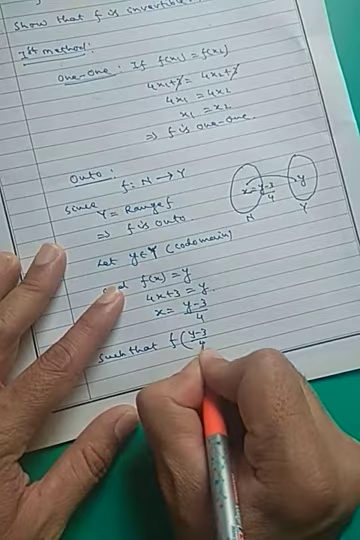 Show that f is invertible.
Ist method:
one-one: If f(x1) = f(x2)
4x1+3 = 4x2+3
4x1 = 4x2
x1 = x2
⇒ f is one-one.
Onto:
f: N → Y
Since Y = Range f
⇒ f is onto.
x = y-3/4 y
N Y
Let y ∈ Y (codomain)
and f(x) = y
4x+3 = y.
x = y-3/4
such that f(y-3/4